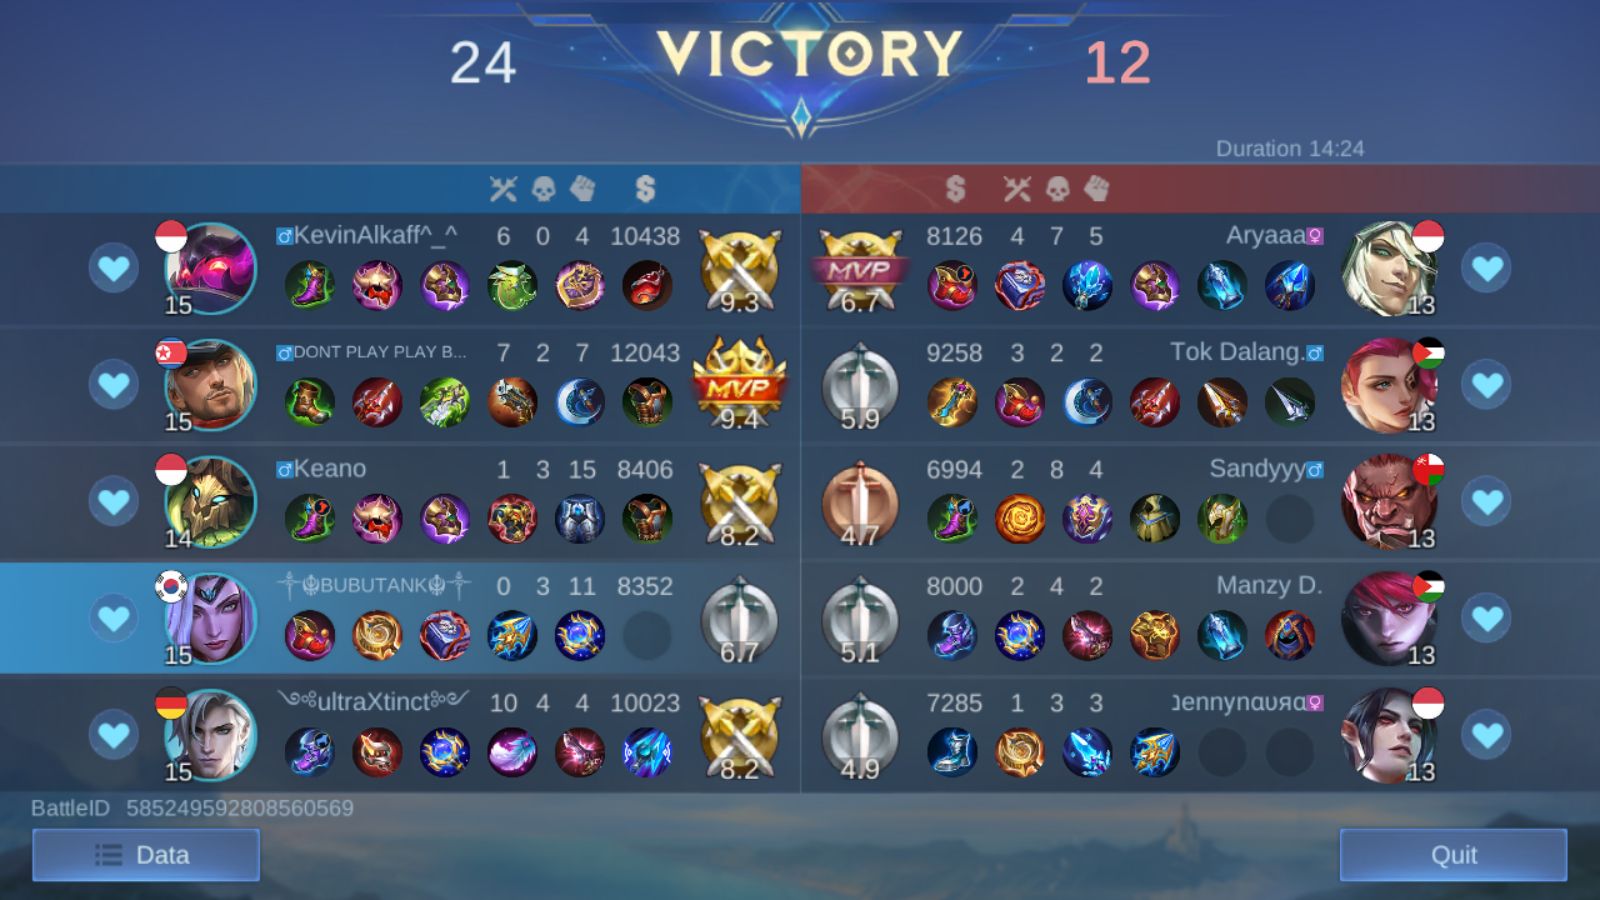 24 VICTORY 12
Duration 14:24
KevinAlkaff^_^ 6 0 4 10438 9.3 15
MVP 6.7 8126 4 7 5 Aryaaa 13
DONT PLAY PLAY B... 7 2 7 12043 MVP 9.4 15
5.9 9258 3 2 2 Tok Dalang. 13
Keano 1 3 15 8406 8.2 14
4.7 6994 2 8 4 Sandyyy 13
BUBUTANK 0 3 11 8352 6.7 15
5.1 8000 2 4 2 Manzy D. 13
ultraXtinct 10 4 4 10023 8.2 15
4.9 7285 1 3 3 13
BattleID 585249592808560569
Data
Quit